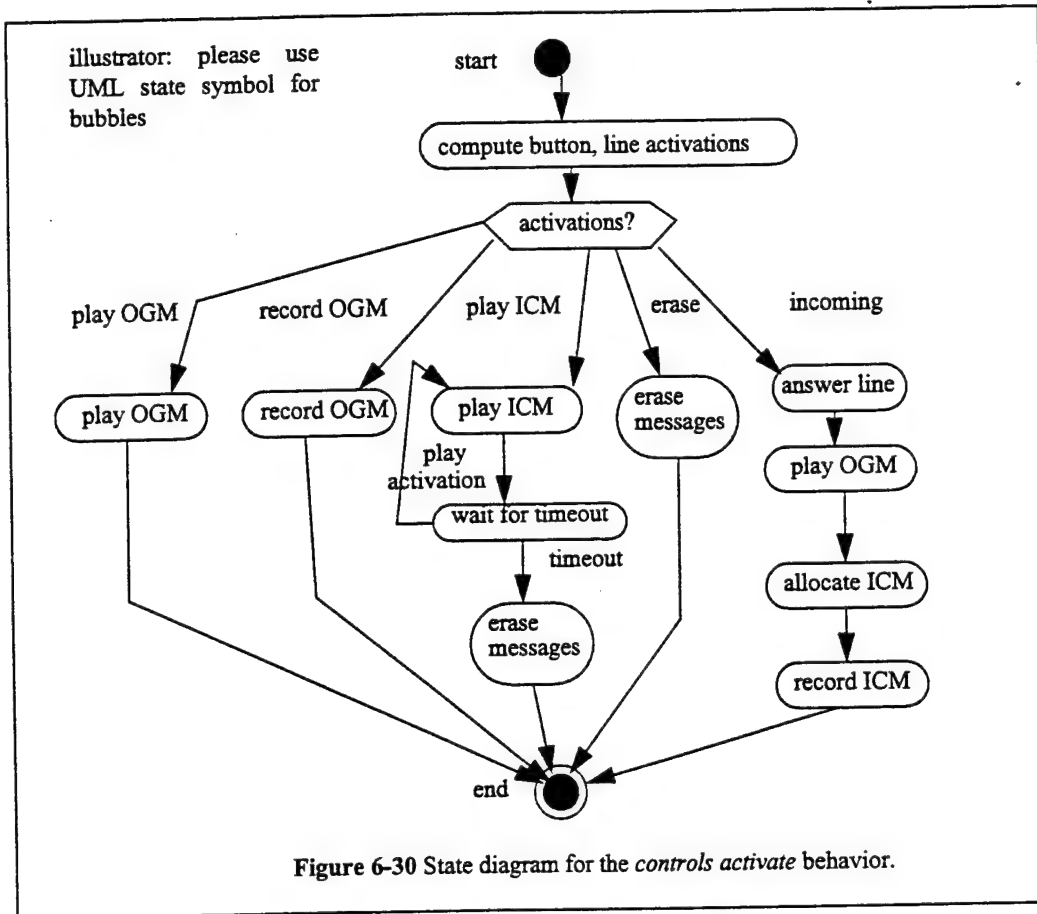 illustrator: please use
UML state symbol for
bubbles
start
compute button, line activations
activations?
play OGM
record OGM
play ICM
erase
incoming
play OGM
record OGM
play ICM
erase
messages
answer line
play
activation
play OGM
wait for timeout
timeout
allocate ICM
erase
messages
record ICM
end
Figure 6-30 State diagram for the controls activate behavior.